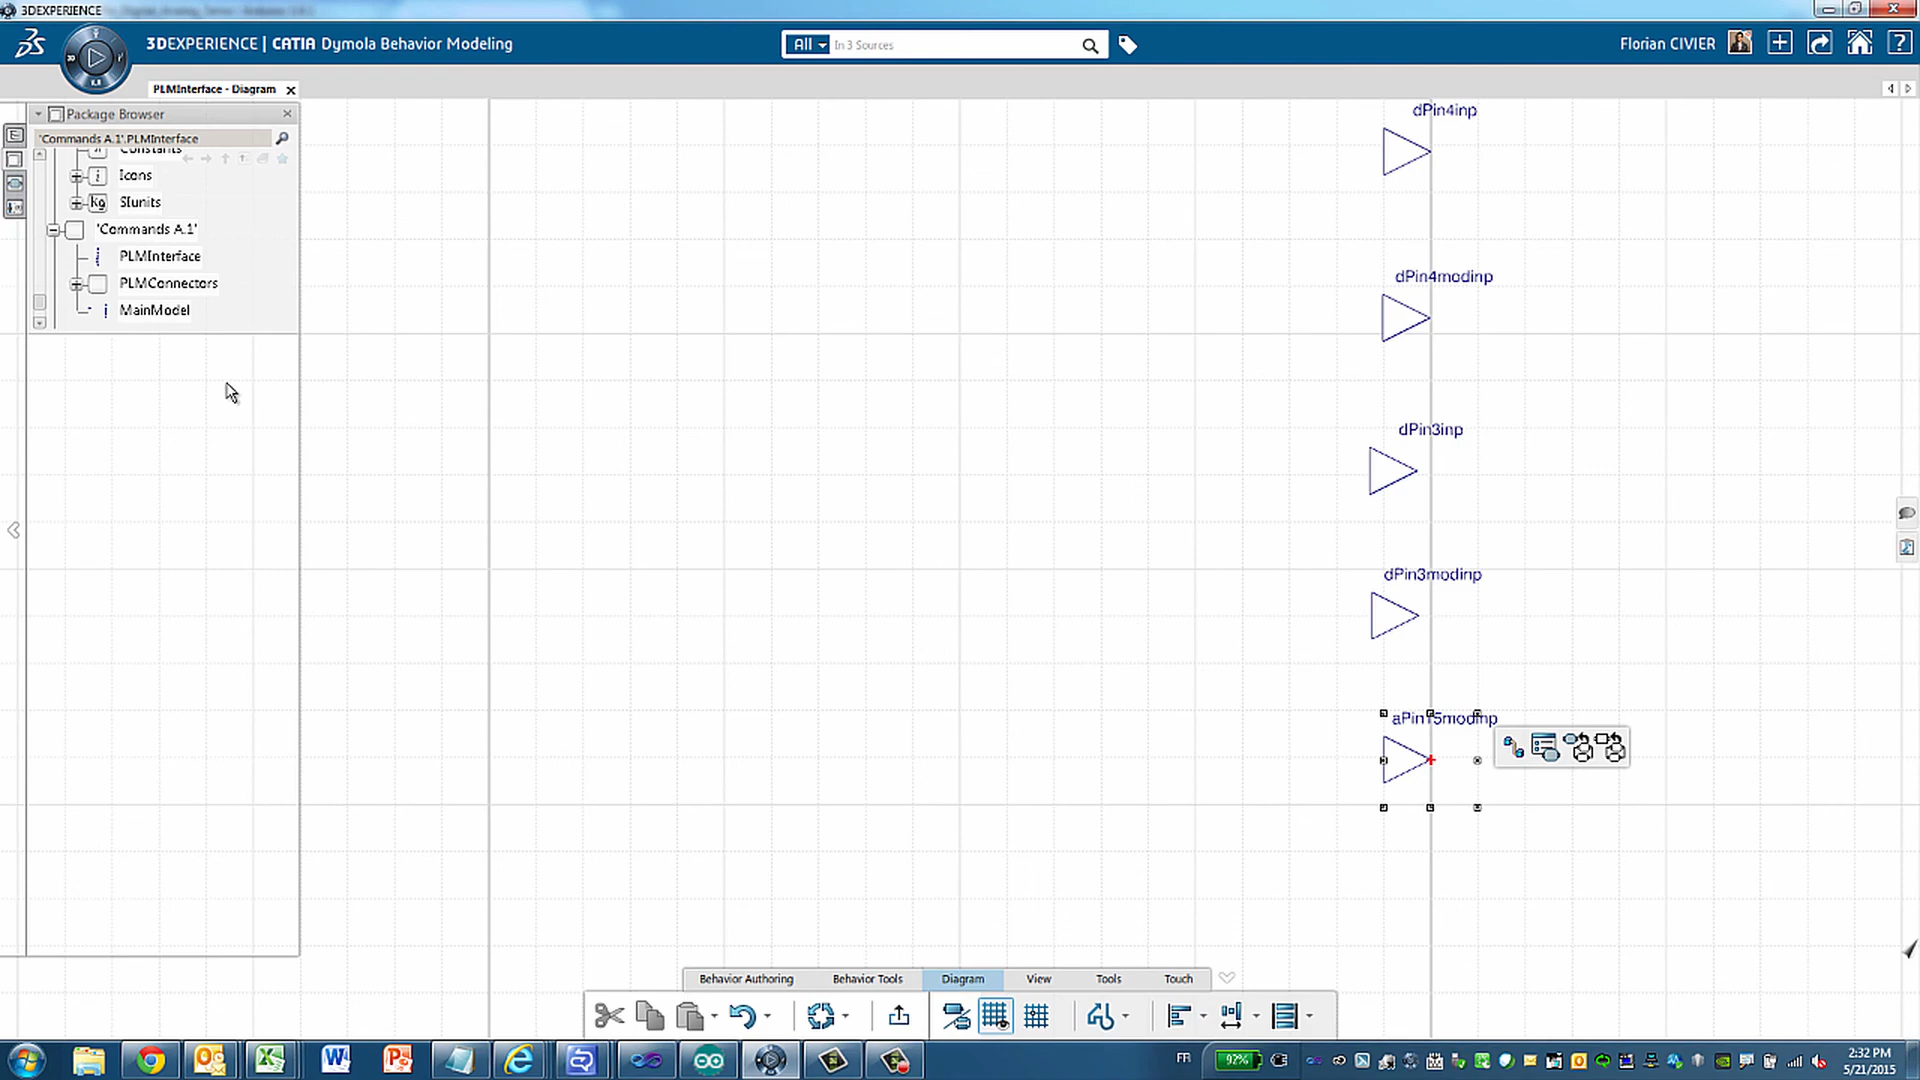 3DEXPERIENCE
3DEXPERIENCE | CATIA Dymola Behavior Modeling
All
In 3 Sources
Florian CIVIER
PLMInterface - Diagram
Package Browser
'Commands A.1'.PLMInterface
Constants
Icons
SIunits
'Commands A.1'
PLMInterface
PLMConnectors
MainModel
dPin4inp
dPin4modinp
dPin3inp
dPin3modinp
aPin15modinp
Behavior Authoring
Behavior Tools
Diagram
View
Tools
Touch
FR
92%
2:32 PM
5/21/2015